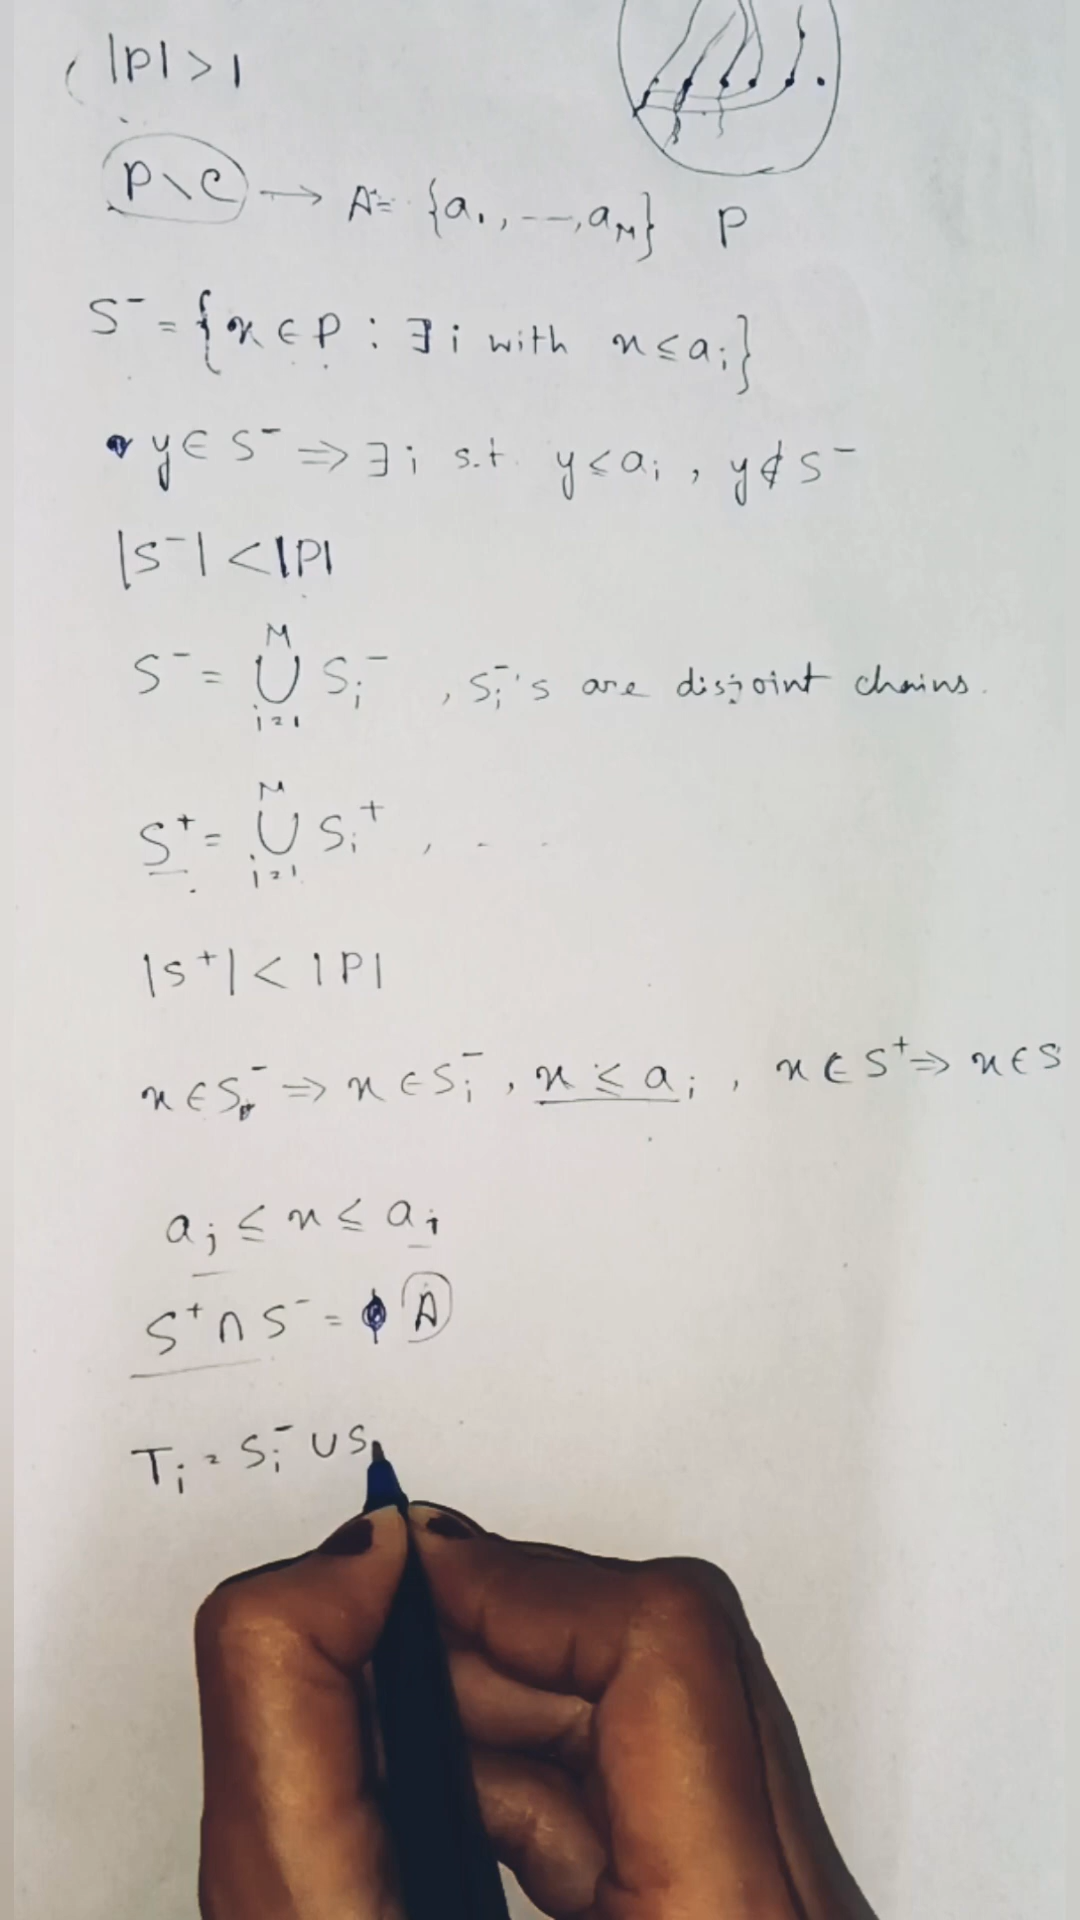 |P| > 1
P \ C → A = {a₁, ---, a_M} P
S⁻ = {x ∈ P : ∃ i with x ≤ aᵢ}
• y ∈ S⁻ ⇒ ∃ i s.t. y ≤ aᵢ , y ∉ S⁻
|S⁻| < |P|
S⁻ = ⋃_{i=1}^{M} Sᵢ⁻ , Sᵢ⁻'s are disjoint chains.
S⁺ = ⋃_{i=1}^{M} Sᵢ⁺ , - -
|S⁺| < |P|
x ∈ S⁻ ⇒ x ∈ Sᵢ⁻ , x ≤ aᵢ , x ∈ S⁺ ⇒ x ∈ S
aⱼ ≤ x ≤ aᵢ
S⁺ ∩ S⁻ = A
Tᵢ = Sᵢ⁻ ∪ S